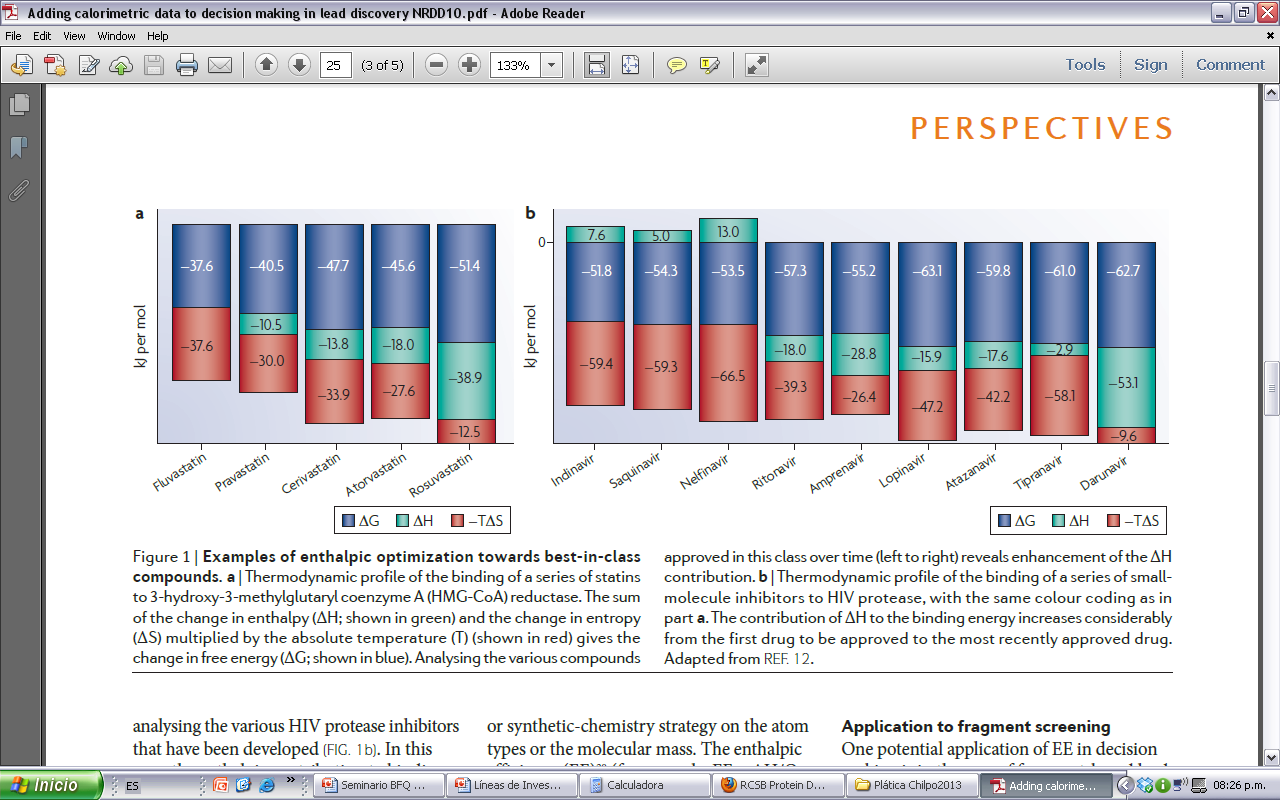 Adding calorimetric data to decision making in lead discovery NRDD10.pdf - Adobe Reader
File Edit View Window Help
25 (3 of 5) 133% Tools Sign Comment
PERSPECTIVES
a
kJ per mol
–37.6 –40.5 –47.7 –45.6 –51.4
–10.5 –13.8 –18.0 –38.9
–37.6 –30.0 –33.9 –27.6 –12.5
Fluvastatin Pravastatin Cerivastatin Atorvastatin Rosuvastatin
ΔG ΔH –TΔS
b
kJ per mol
0
7.6 5.0 13.0
–51.8 –54.3 –53.5 –57.3 –55.2 –63.1 –59.8 –61.0 –62.7
–18.0 –28.8 –15.9 –17.6 –2.9 –53.1
–59.4 –59.3 –66.5 –39.3 –26.4 –47.2 –42.2 –58.1 –9.6
Indinavir Saquinavir Nelfinavir Ritonavir Amprenavir Lopinavir Atazanavir Tipranavir Darunavir
ΔG ΔH –TΔS
Figure 1 | Examples of enthalpic optimization towards best-in-class
compounds. a | Thermodynamic profile of the binding of a series of statins
to 3-hydroxy-3-methylglutaryl coenzyme A (HMG-CoA) reductase. The sum
of the change in enthalpy (ΔH; shown in green) and the change in entropy
(ΔS) multiplied by the absolute temperature (T) (shown in red) gives the
change in free energy (ΔG; shown in blue). Analysing the various compounds
approved in this class over time (left to right) reveals enhancement of the ΔH
contribution. b | Thermodynamic profile of the binding of a series of small-
molecule inhibitors to HIV protease, with the same colour coding as in
part a. The contribution of ΔH to the binding energy increases considerably
from the first drug to be approved to the most recently approved drug.
Adapted from REF. 12.
analysing the various HIV protease inhibitors
that have been developed (FIG. 1b). In this
or synthetic-chemistry strategy on the atom
types or the molecular mass. The enthalpic
Application to fragment screening
One potential application of EE in decision
Inicio ES Seminario BFQ ... Líneas de Inves... Calculadora RCSB Protein D... Plática Chilpo2013 Adding calorime... 08:26 p.m.